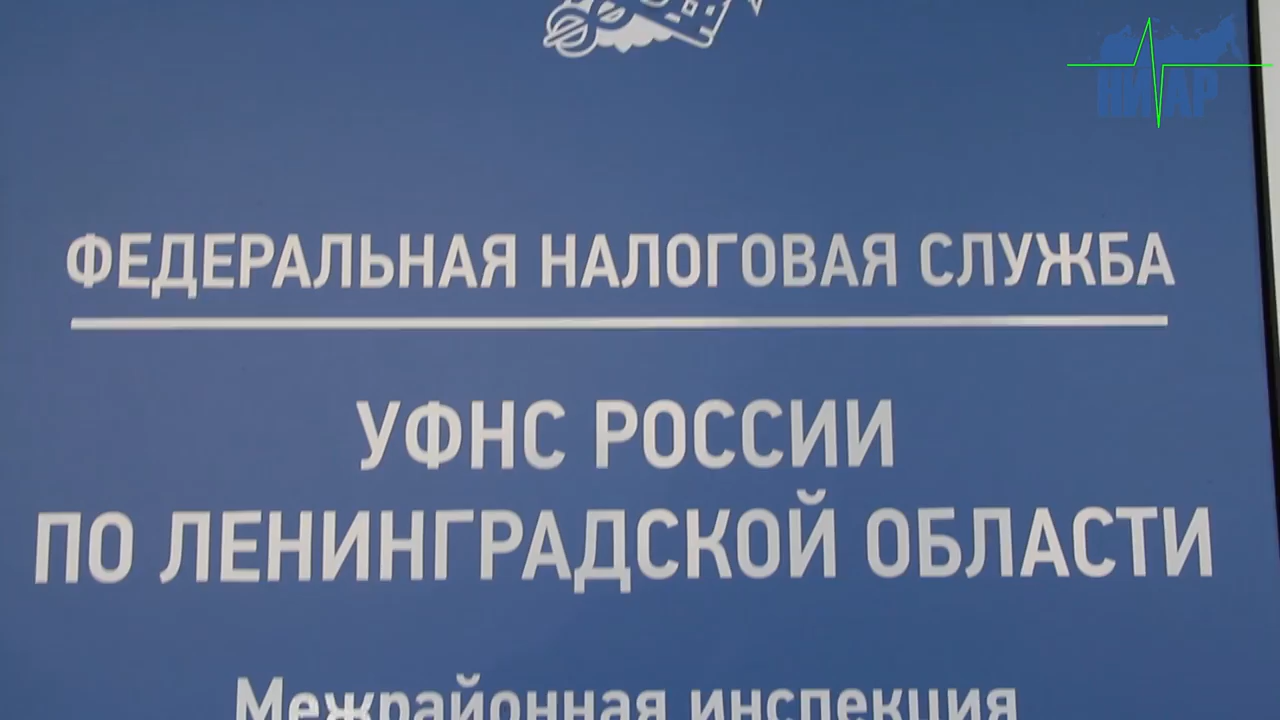 ФЕДЕРАЛЬНАЯ НАЛОГОВАЯ СЛУЖБА
УФНС РОССИИ
ПО ЛЕНИНГРАДСКОЙ ОБЛАСТИ
Межрайонная инспекция